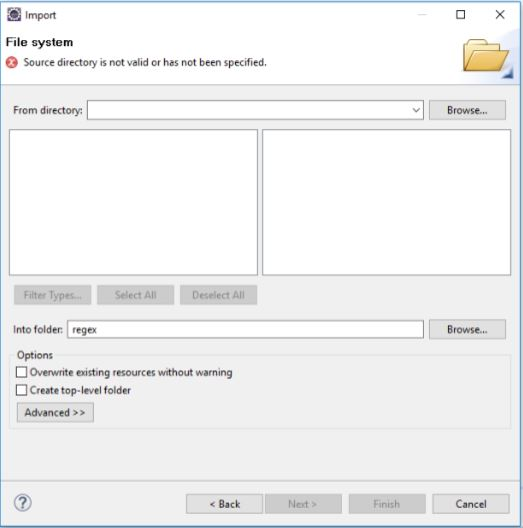 Import
File system
Source directory is not valid or has not been specified.
From directory:
Browse...
Filter Types...
Select All
Deselect All
Into folder:
regex
Browse...
Options
Overwrite existing resources without warning
Create top-level folder
Advanced >>
?
< Back
Next >
Finish
Cancel